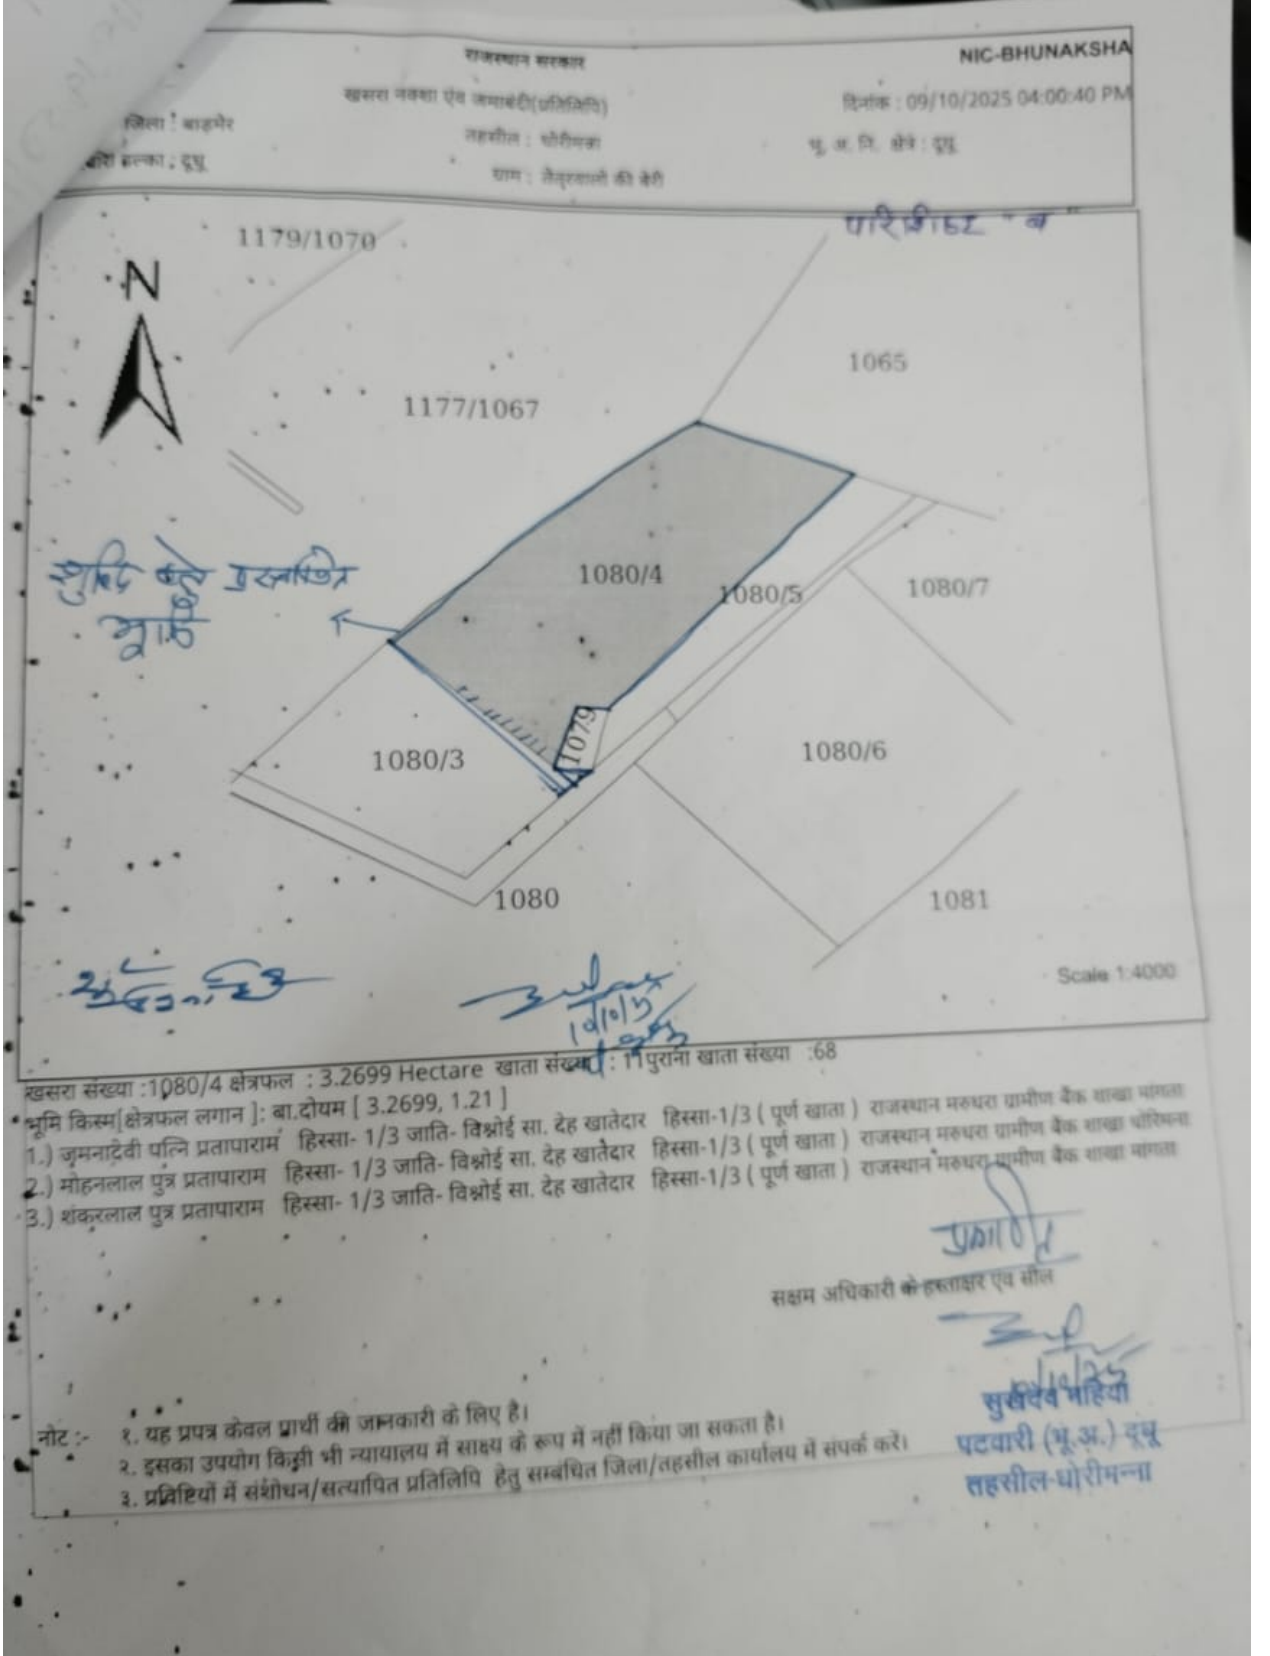 राजस्थान सरकार
NIC-BHUNAKSHA
खसरा नक्शा एंव जमाबंदी(प्रतिलिपि)
दिनांक : 09/10/2025 04:00:40 PM
जिला : बाड़मेर
तहसील : धोरीमन्ना
भू. अ. नि. क्षेत्र : दूधू
हल्का : दूधू
ग्राम : की बेरी
परिशिष्ट "ब"
1179/1070
N
1065
1177/1067
1080/4
1080/5
1080/7
शुद्धि हेतु प्रस्तावित
भूमि
1079
1080/3
1080/6
1080
1081
Scale 1:4000
खसरा संख्या :1080/4 क्षेत्रफल : 3.2699 Hectare खाता संख्या : 11पुराना खाता संख्या :68
भूमि किस्म[क्षेत्रफल लगान ]: बा.दोयम [ 3.2699, 1.21 ]
1.) जमनादेवी पत्नि प्रतापाराम हिस्सा- 1/3 जाति- विश्नोई सा. देह खातेदार हिस्सा-1/3 ( पूर्ण खाता ) राजस्थान मरुधरा ग्रामीण बैंक शाखा मांगता
2.) मोहनलाल पुत्र प्रतापाराम हिस्सा- 1/3 जाति- विश्नोई सा. देह खातेदार हिस्सा-1/3 ( पूर्ण खाता ) राजस्थान मरुधरा ग्रामीण बैंक शाखा धोरिमना
3.) शंकरलाल पुत्र प्रतापाराम हिस्सा- 1/3 जाति- विश्नोई सा. देह खातेदार हिस्सा-1/3 ( पूर्ण खाता ) राजस्थान मरुधरा ग्रामीण बैंक शाखा मांगता
सक्षम अधिकारी के हस्ताक्षर एंव सील
सुखदेव महिया
पटवारी (भू.अ.) दूधू
तहसील-धोरीमन्ना
नोट :- १. यह प्रपत्र केवल प्रार्थी की जानकारी के लिए है।
२. इसका उपयोग किसी भी न्यायालय में साक्ष्य के रूप में नहीं किया जा सकता है।
३. प्रविष्टियों में संशोधन/सत्यापित प्रतिलिपि हेतु सम्बंधित जिला/तहसील कार्यालय में संपर्क करें।